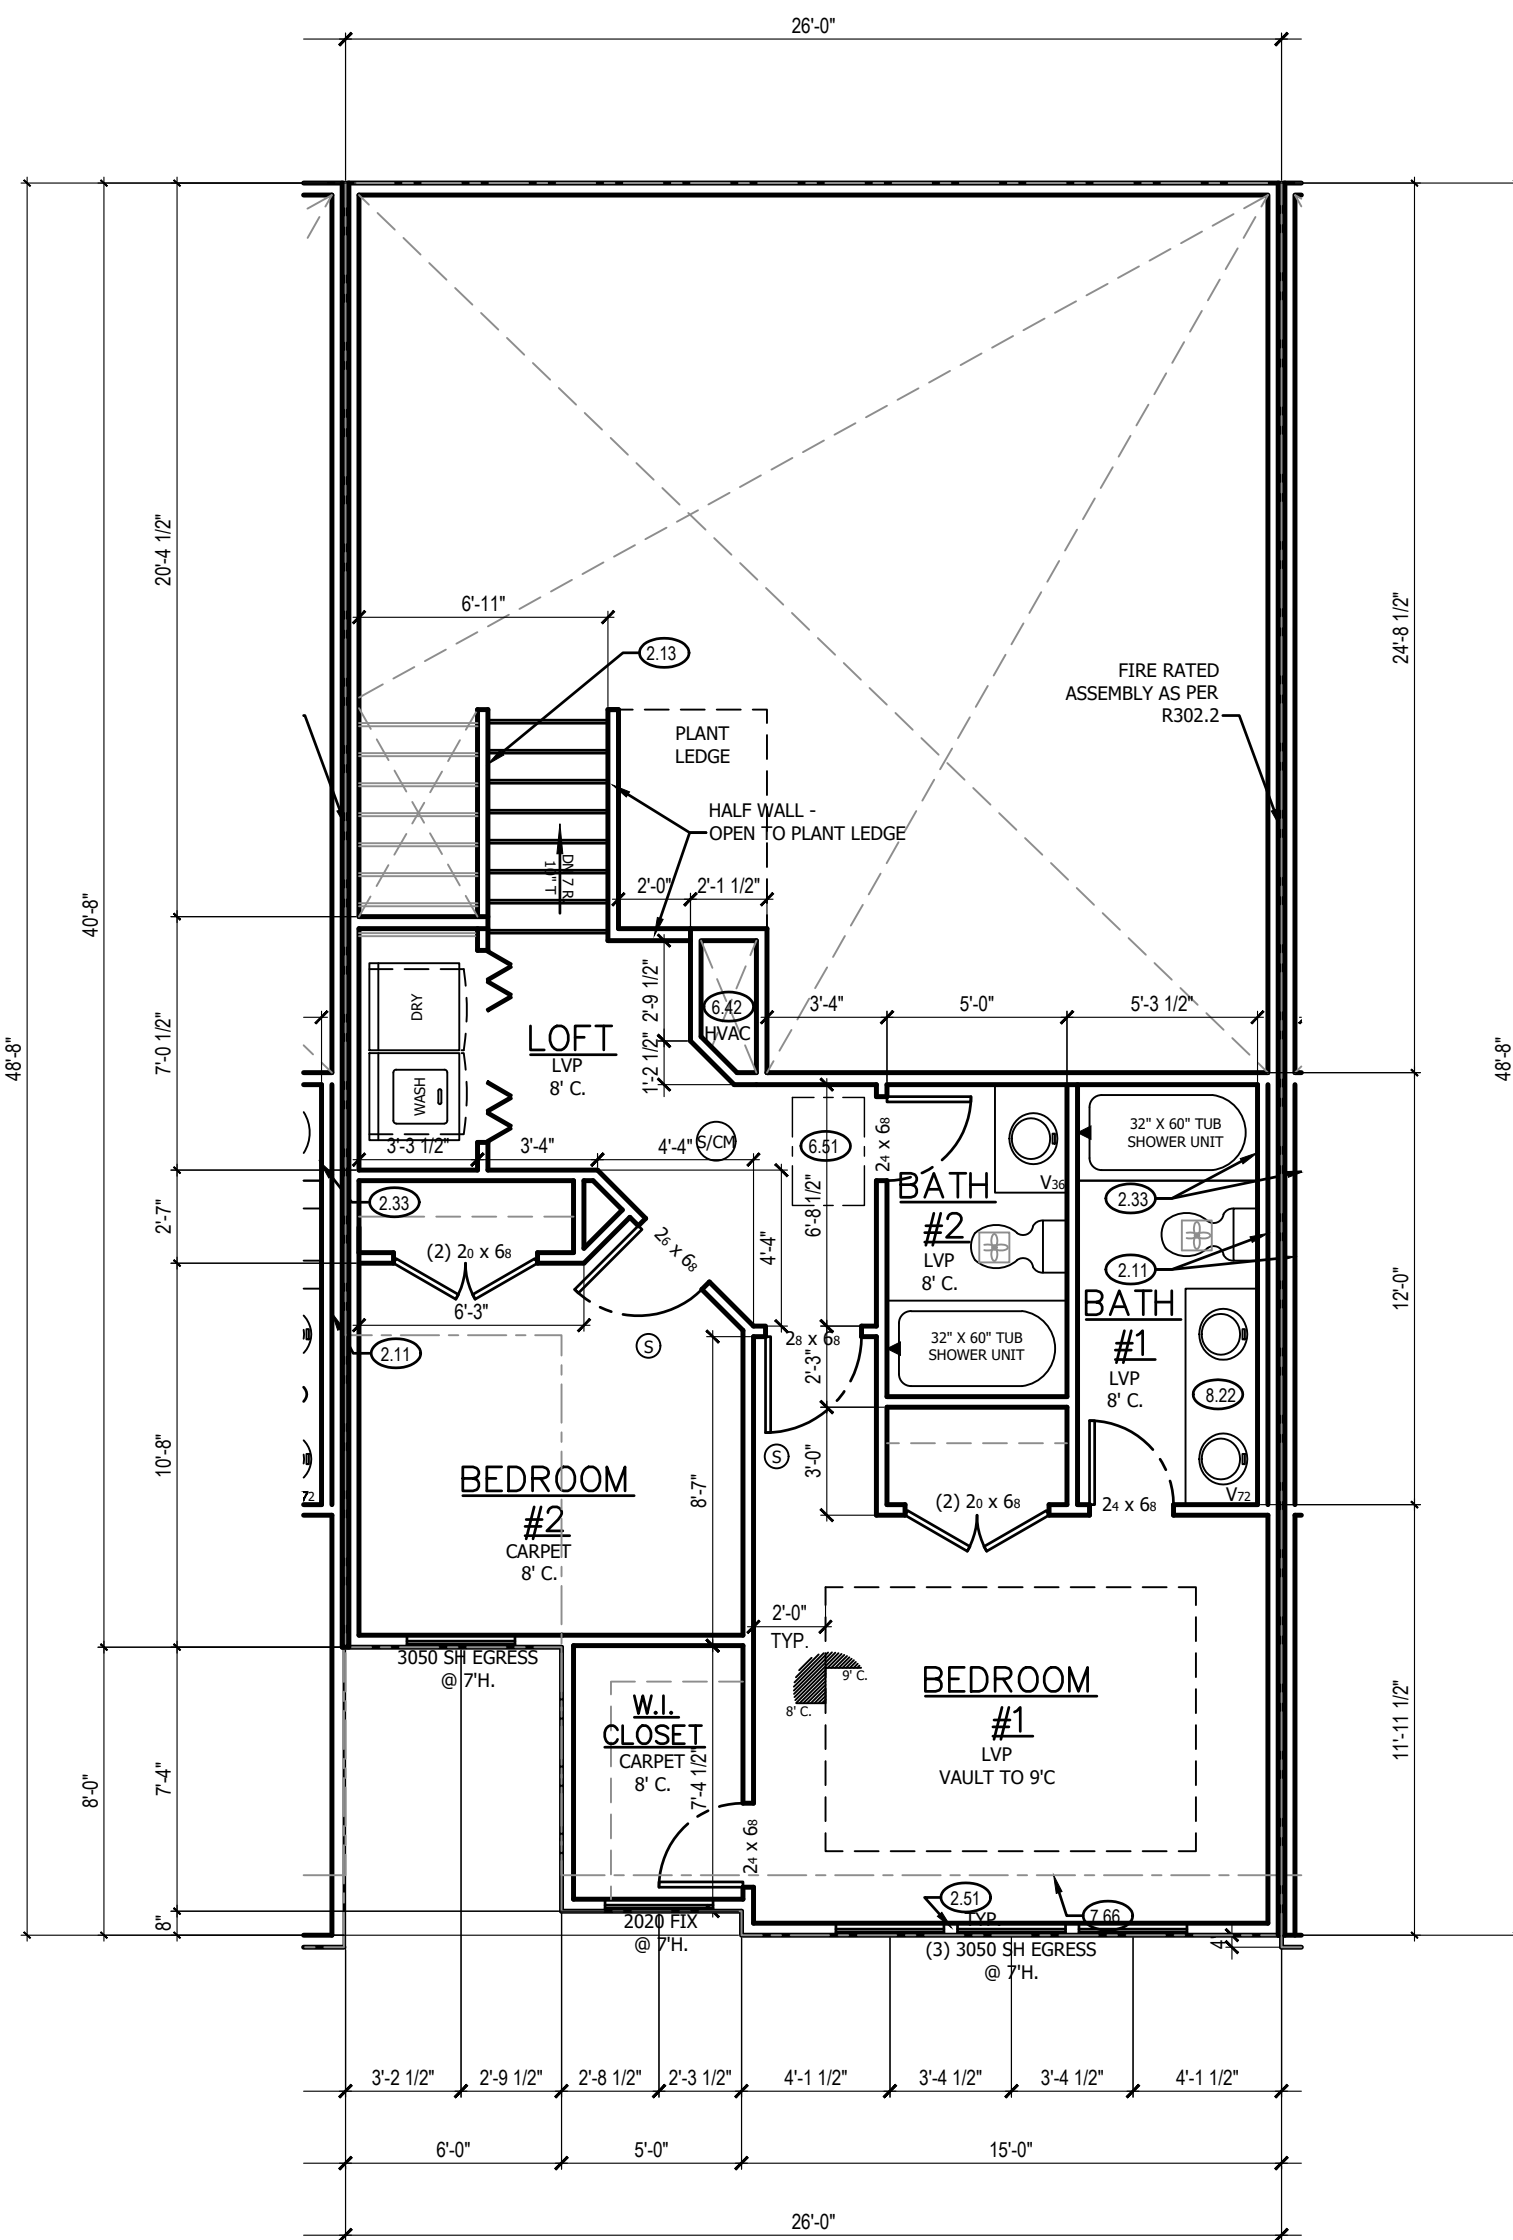 26'-0"
48'-8"
40'-8"
8'-0"
20'-4 1/2"
7'-0 1/2"
2'-7"
10'-8"
7'-4"
8"
24'-8 1/2"
12'-0"
11'-11 1/2"
48'-8"
6'-11"
2.13
FIRE RATED
ASSEMBLY AS PER
R302.2
PLANT
LEDGE
HALF WALL -
OPEN TO PLANT LEDGE
DN 7 R.
10" T
2'-0"
2'-1 1/2"
2'-9 1/2"
1'-2 1/2"
6.42
HVAC
3'-4"
5'-0"
5'-3 1/2"
DRY
WASH
LOFT
LVP
8' C.
3'-3 1/2"
3'-4"
4'-4"
S/CM
6.51
24 x 68
6'-8 1/2"
4'-4"
BATH
#2
LVP
8' C.
V36
32" X 60" TUB
SHOWER UNIT
2.33
2.11
32" X 60" TUB
SHOWER UNIT
BATH
#1
LVP
8' C.
8.22
V72
2.33
(2) 20 x 68
6'-3"
26 x 68
S
2.11
28 x 68
2'-3"
3'-0"
S
8'-7"
72
BEDROOM
#2
CARPET
8' C.
(2) 20 x 68
24 x 68
2'-0"
TYP.
9' C.
8' C.
BEDROOM
#1
LVP
VAULT TO 9'C
3050 SH EGRESS
@ 7'H.
W.I.
CLOSET
CARPET
8' C.
7'-4 1/2"
24 x 68
2020 FIX
@ 7'H.
2.51
TYP.
7.66
(3) 3050 SH EGRESS
@ 7'H.
4"
3'-2 1/2"
2'-9 1/2"
2'-8 1/2"
2'-3 1/2"
4'-1 1/2"
3'-4 1/2"
3'-4 1/2"
4'-1 1/2"
6'-0"
5'-0"
15'-0"
26'-0"